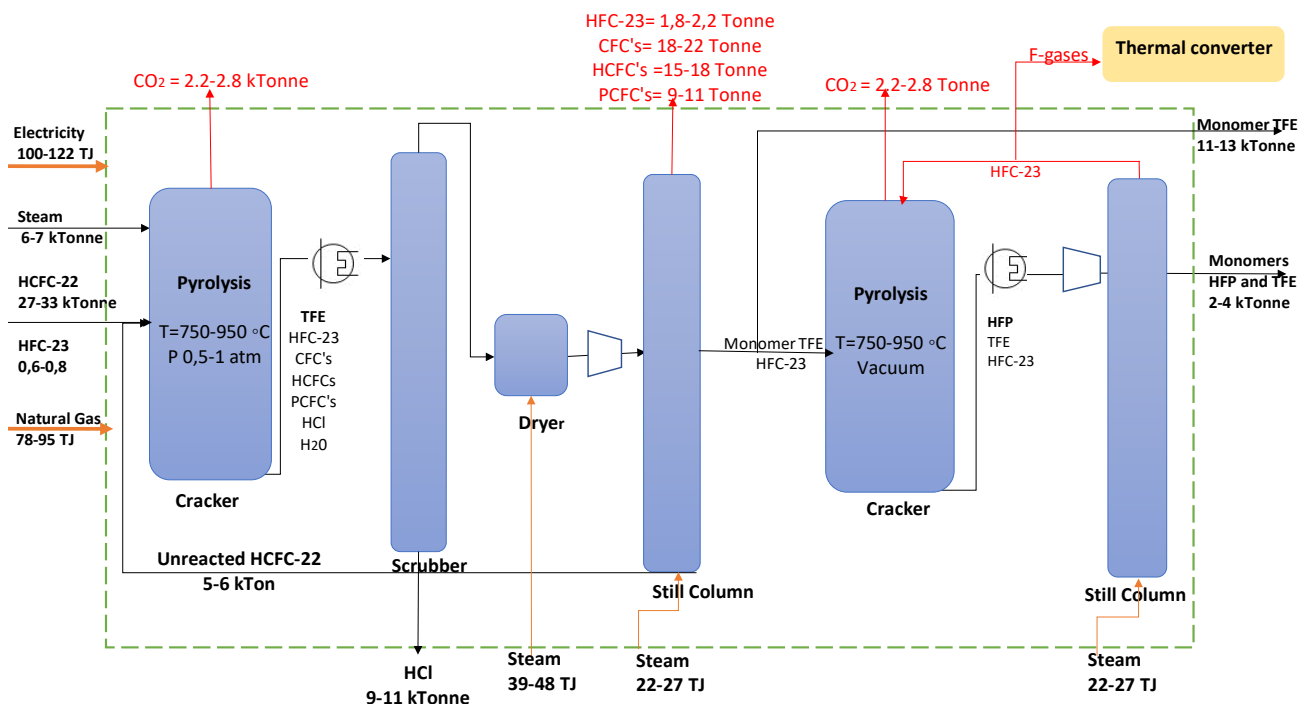 HFC-23= 1,8-2,2 Tonne
CFC's= 18-22 Tonne
HCFC's =15-18 Tonne
PCFC's= 9-11 Tonne
F-gases
Thermal converter
CO2 = 2.2-2.8 kTonne
CO2 = 2.2-2.8 Tonne
Electricity
100-122 TJ
Monomer TFE
11-13 kTonne
HFC-23
Steam
6-7 kTonne
HCFC-22
27-33 kTonne
HFC-23
0,6-0,8
Natural Gas
78-95 TJ
Pyrolysis
T=750-950 ◦C
P 0,5-1 atm
Cracker
TFE
HFC-23
CFC's
HCFCs
PCFC's
HCl
H20
Scrubber
Dryer
Still Column
Monomer TFE
HFC-23
Pyrolysis
T=750-950 ◦C
Vacuum
Cracker
HFP
TFE
HFC-23
Monomers
HFP and TFE
2-4 kTonne
Still Column
Unreacted HCFC-22
5-6 kTon
HCl
9-11 kTonne
Steam
39-48 TJ
Steam
22-27 TJ
Steam
22-27 TJ